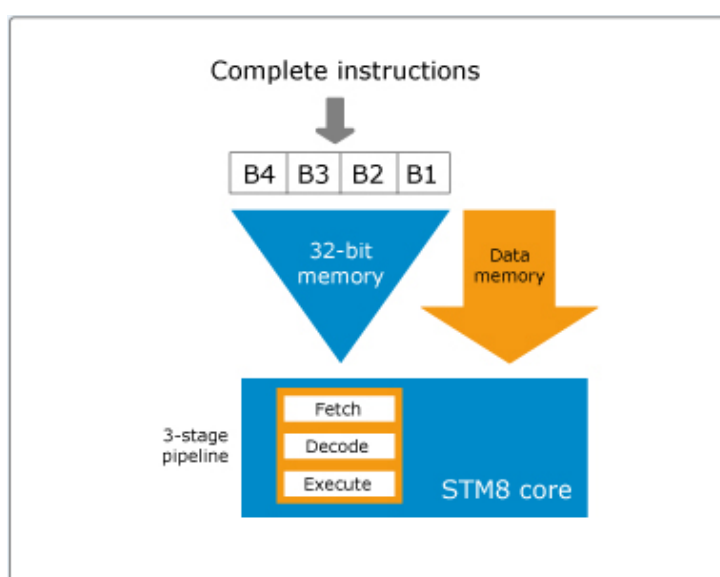 Complete instructions
B4 B3 B2 B1
32-bit
memory
Data
memory
3-stage
pipeline
Fetch
Decode
Execute
STM8 core